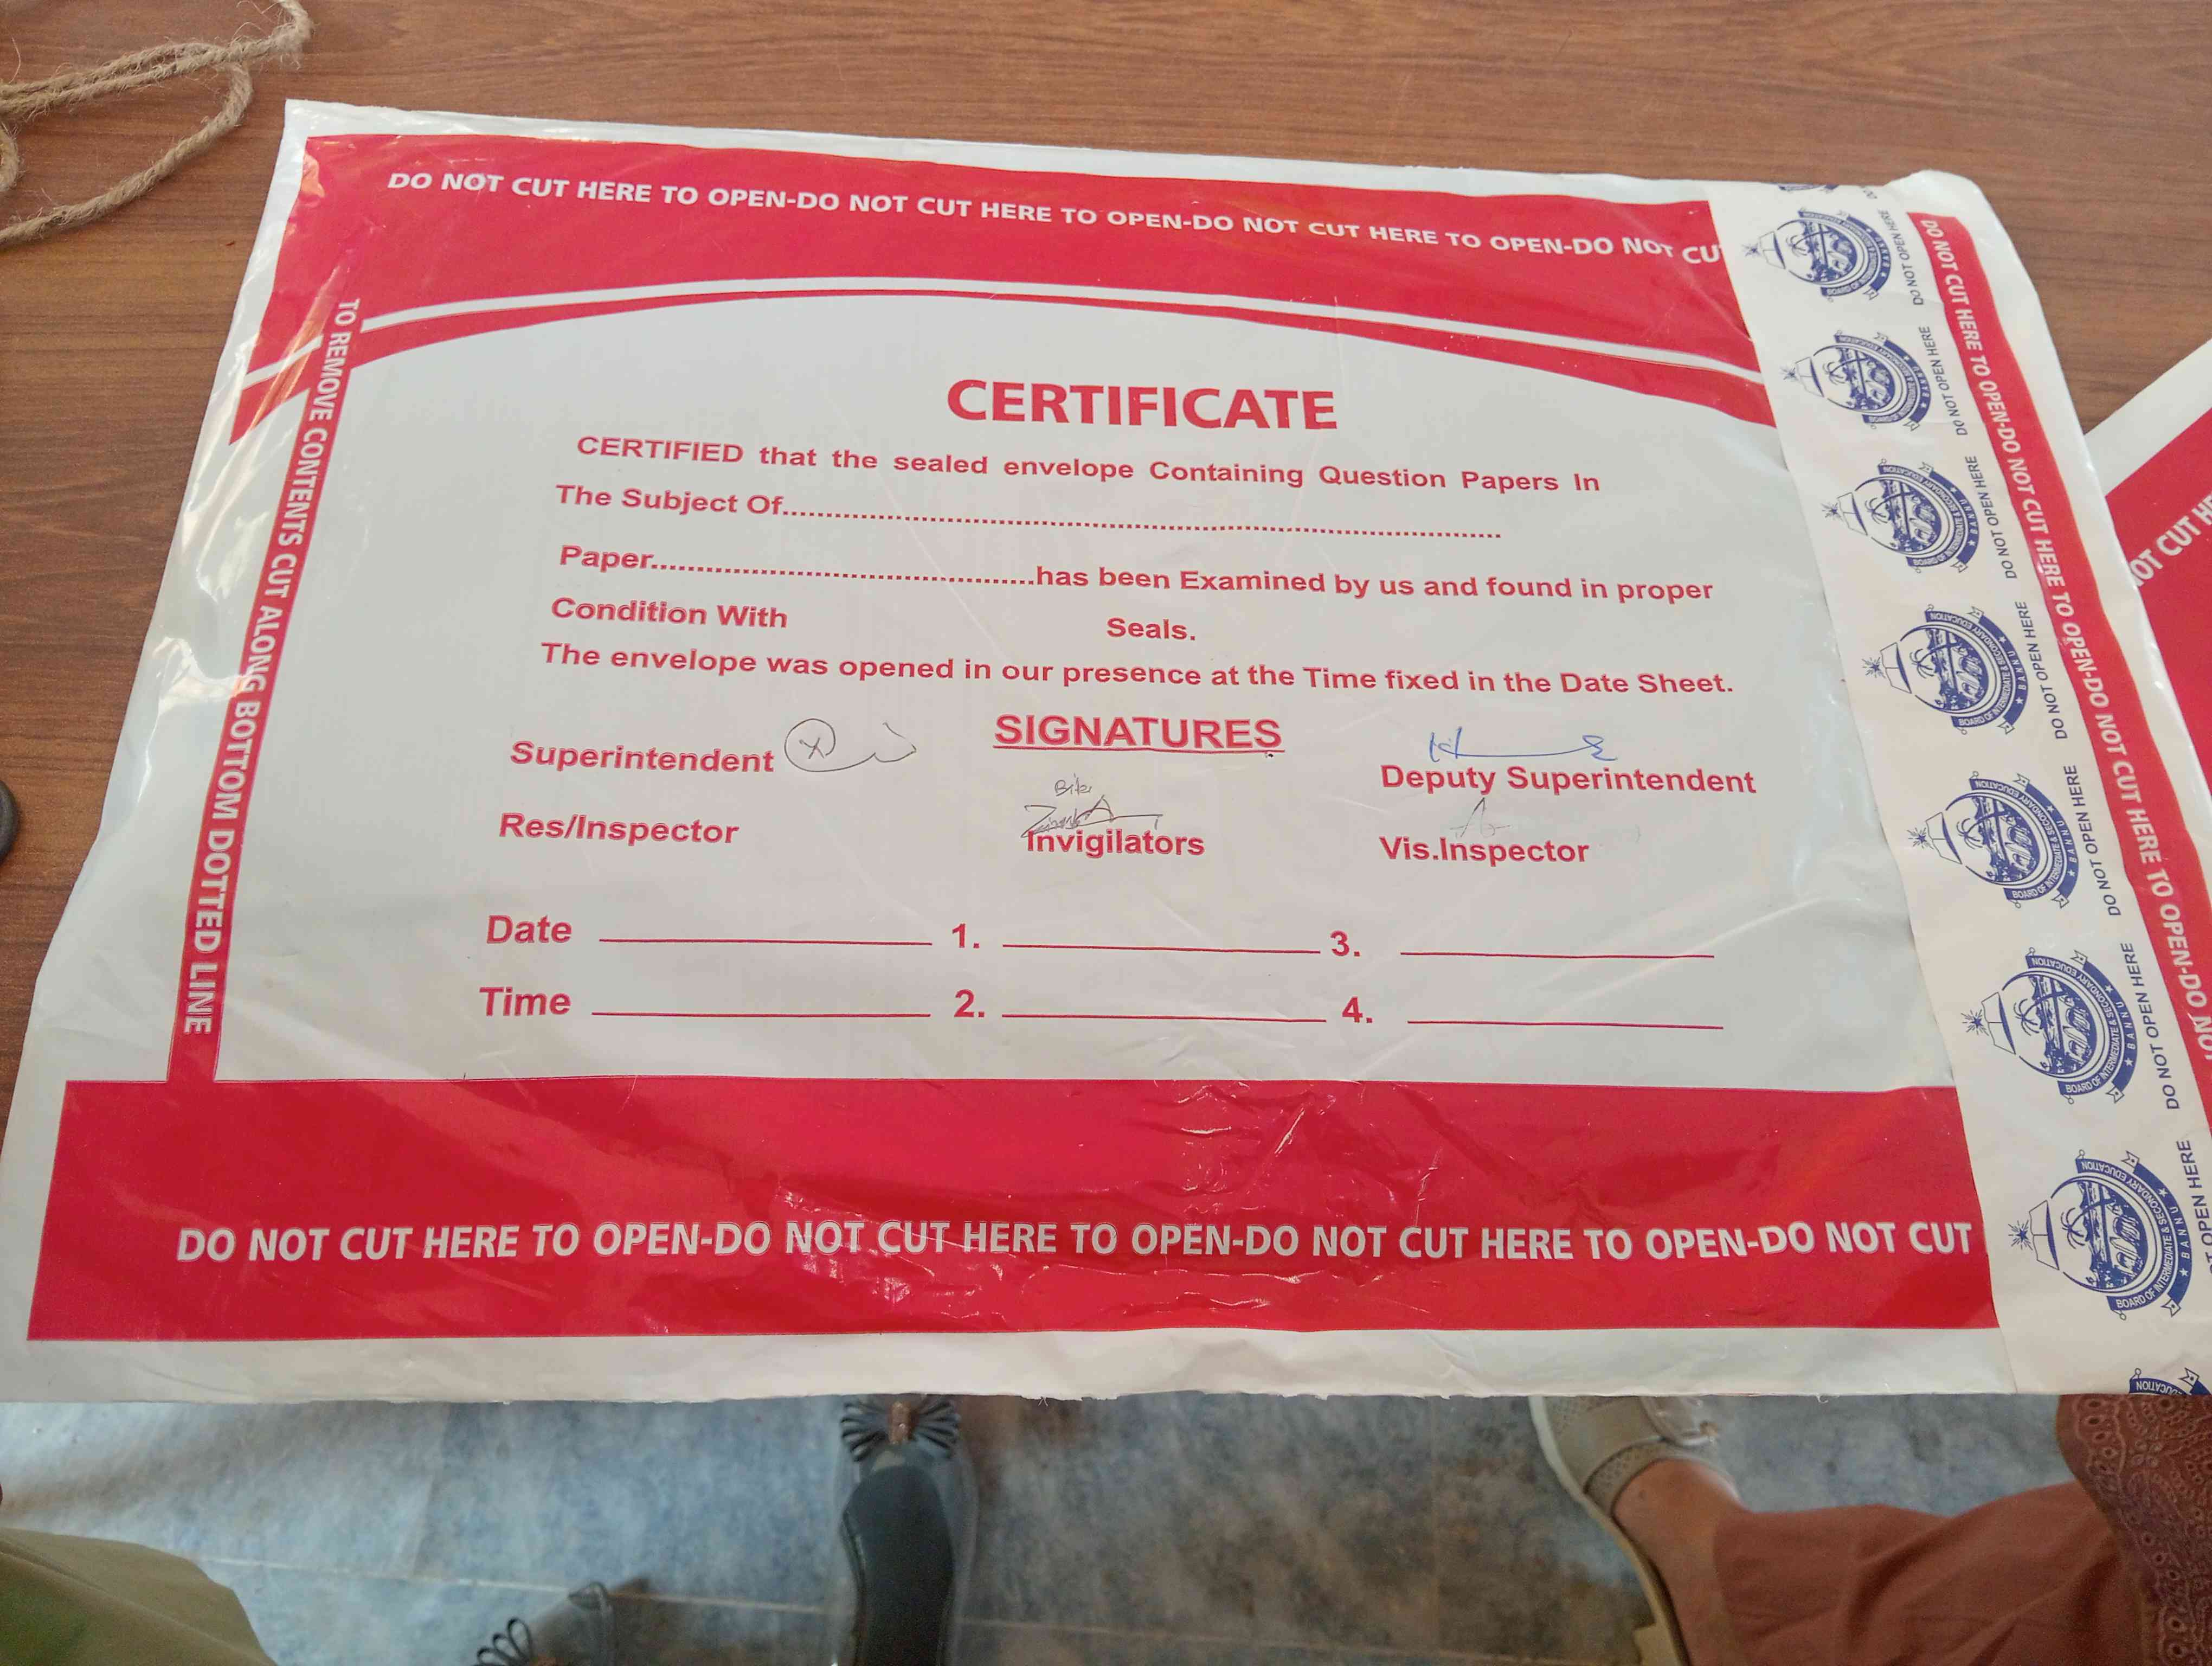 DO NOT CUT HERE TO OPEN-DO NOT CUT HERE TO OPEN-DO NOT CUT HERE TO OPEN-DO NOT CU
TO REMOVE CONTENTS CUT ALONG BOTTOM DOTTED LINE
CERTIFICATE
CERTIFIED that the sealed envelope Containing Question Papers In
The Subject Of................................................................................
Paper..........................................has been Examined by us and found in proper
Condition With Seals.
The envelope was opened in our presence at the Time fixed in the Date Sheet.
SIGNATURES
Superintendent Deputy Superintendent
Res/Inspector Invigilators Vis.Inspector
Date 1. 3.
Time 2. 4.
DO NOT CUT HERE TO OPEN-DO NOT CUT HERE TO OPEN-DO NOT CUT HERE TO OPEN-DO NOT CUT
BOARD OF INTERMEDIATE & SECONDARY EDUCATION
★ BANNU ★
DO NOT OPEN HERE
DO NOT OPEN HERE
DO NOT OPEN HERE
DO NOT OPEN HERE
DO NOT OPEN HERE
DO NOT OPEN HERE
OPEN HERE
DO NOT CUT HERE TO OPEN-DO NOT CUT HERE TO OPEN-DO NOT CUT HERE TO OPEN-DO NOT
OT CUT HE